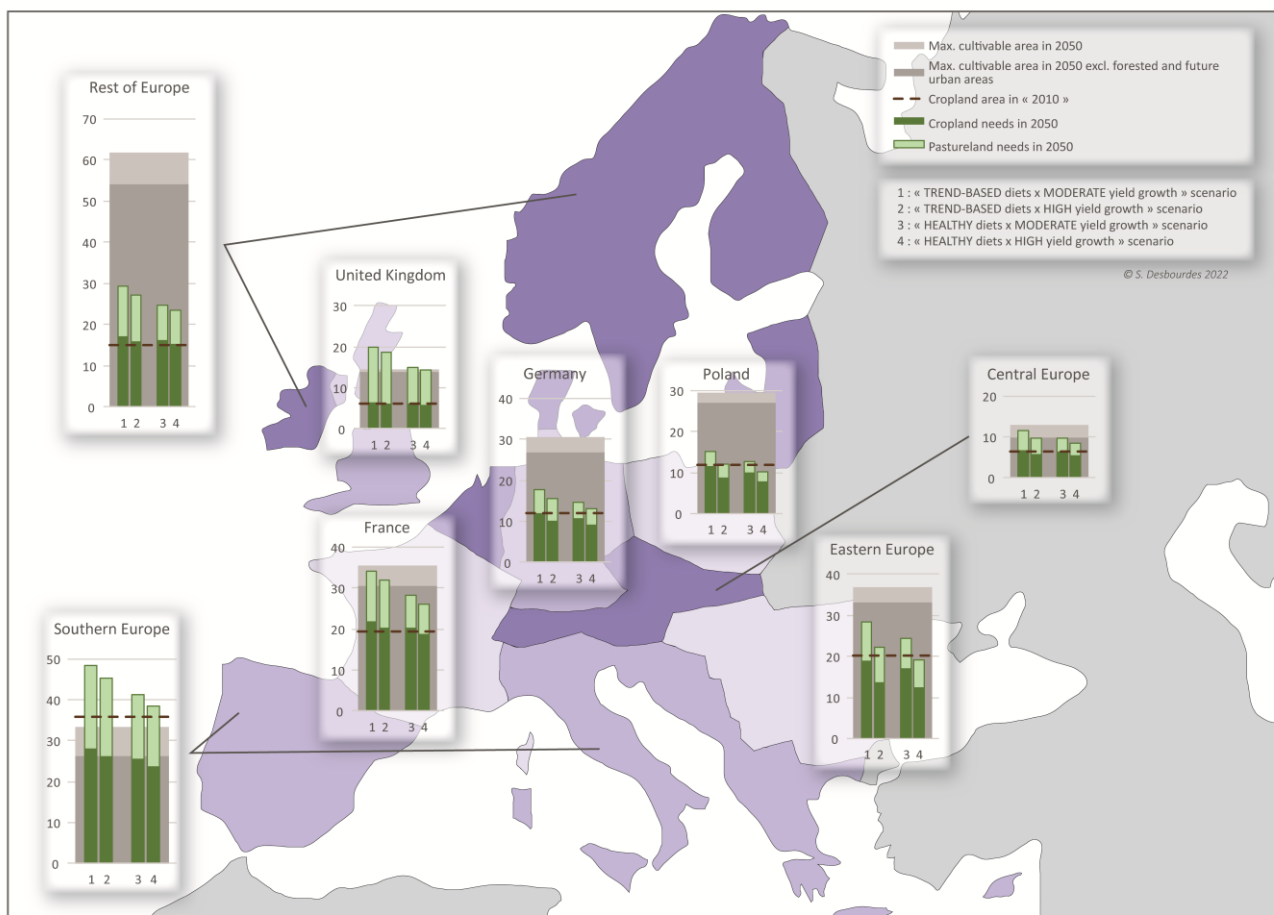 Max. cultivable area in 2050
Max. cultivable area in 2050 excl. forested and future
urban areas
Cropland area in « 2010 »
Cropland needs in 2050
Pastureland needs in 2050
1 : « TREND-BASED diets x MODERATE yield growth » scenario
2 : « TREND-BASED diets x HIGH yield growth » scenario
3 : « HEALTHY diets x MODERATE yield growth » scenario
4 : « HEALTHY diets x HIGH yield growth » scenario
© S. Desbourdes 2022
Rest of Europe
70
60
50
40
30
20
10
0
1 2 3 4
United Kingdom
30
20
10
0
1 2 3 4
Germany
40
30
20
10
0
1 2 3 4
Poland
30
20
10
0
1 2 3 4
Central Europe
20
10
0
1 2 3 4
France
40
30
20
10
0
1 2 3 4
Eastern Europe
40
30
20
10
0
1 2 3 4
Southern Europe
50
40
30
20
10
0
1 2 3 4